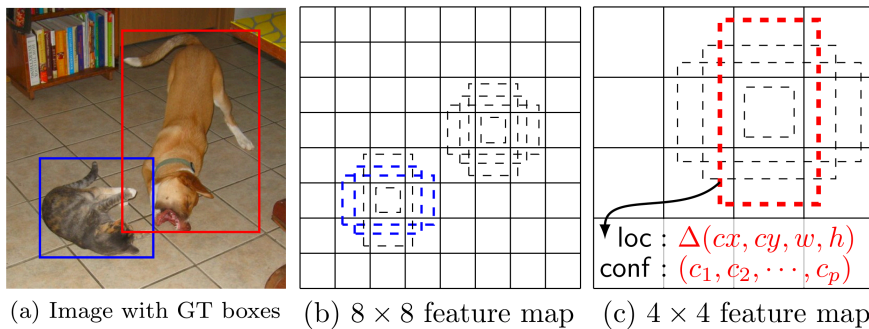 loc : Δ(cx, cy, w, h)
conf : (c₁, c₂, ⋯, cₚ)
(a) Image with GT boxes
(b) 8 × 8 feature map
(c) 4 × 4 feature map